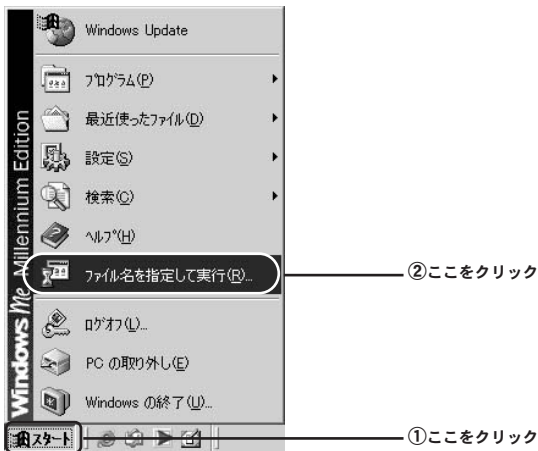 Windows Update
プログラム(P)
最近使ったファイル(D)
設定(S)
検索(C)
ヘルプ(H)
ファイル名を指定して実行(R)...
②ここをクリック
ログオフ(L)...
PC の取り外し(E)
Windows の終了(U)...
Windows Me Millennium Edition
スタート
①ここをクリック